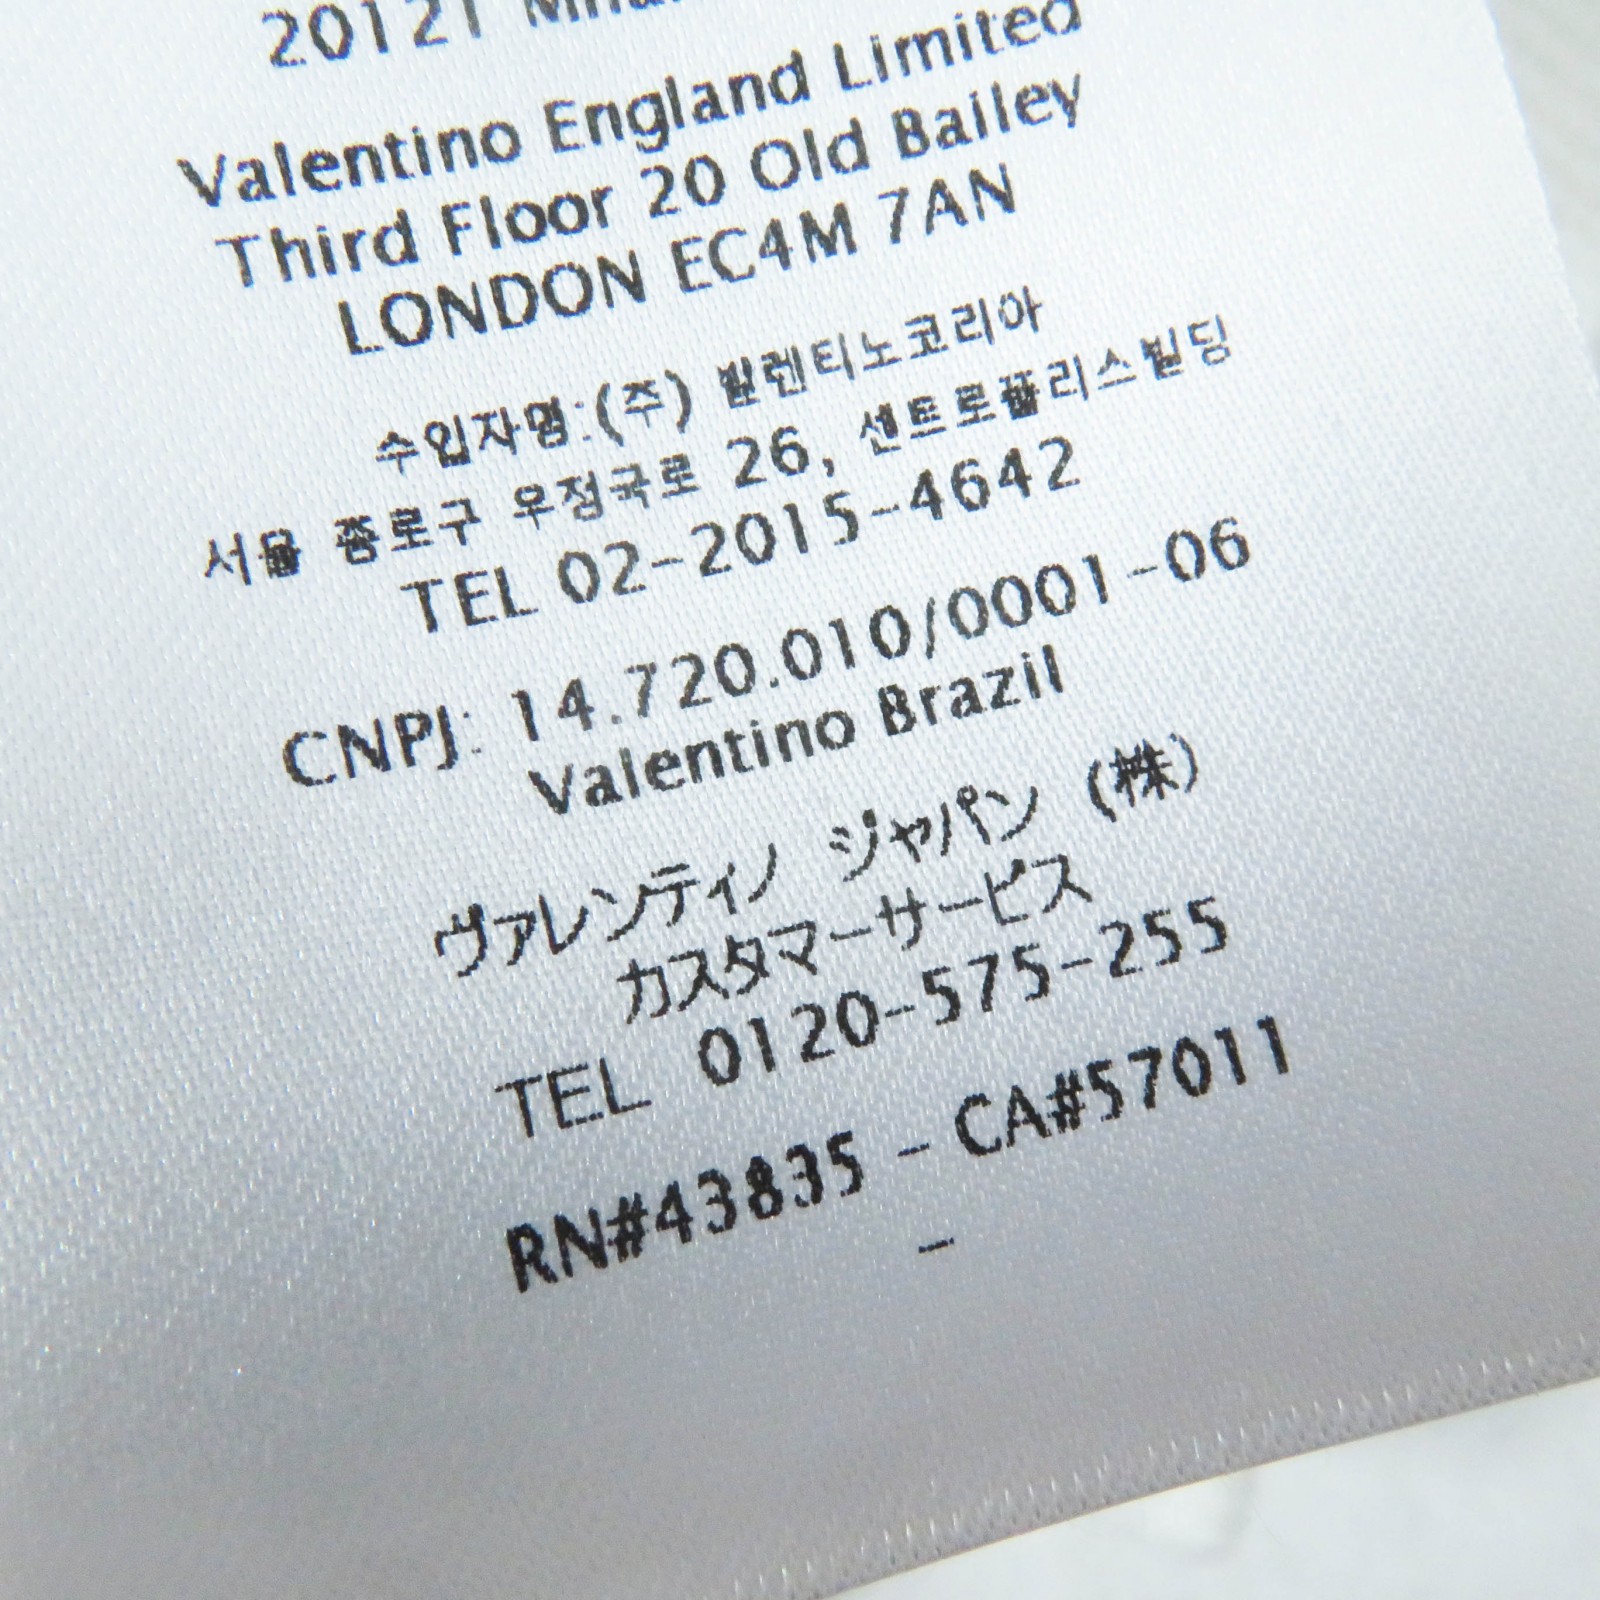 20121
Valentino England Limited
Third Floor 20 Old Bailey
LONDON EC4M 7AN
수입자명:(주) 발렌티노코리아
서울 종로구 우정국로 26, 센트로폴리스빌딩
TEL 02-2015-4642
CNPJ: 14.720.010/0001-06
Valentino Brazil
ヴァレンティノ ジャパン (株)
カスタマーサービス
TEL 0120-575-255
RN#43835 - CA#57011
-